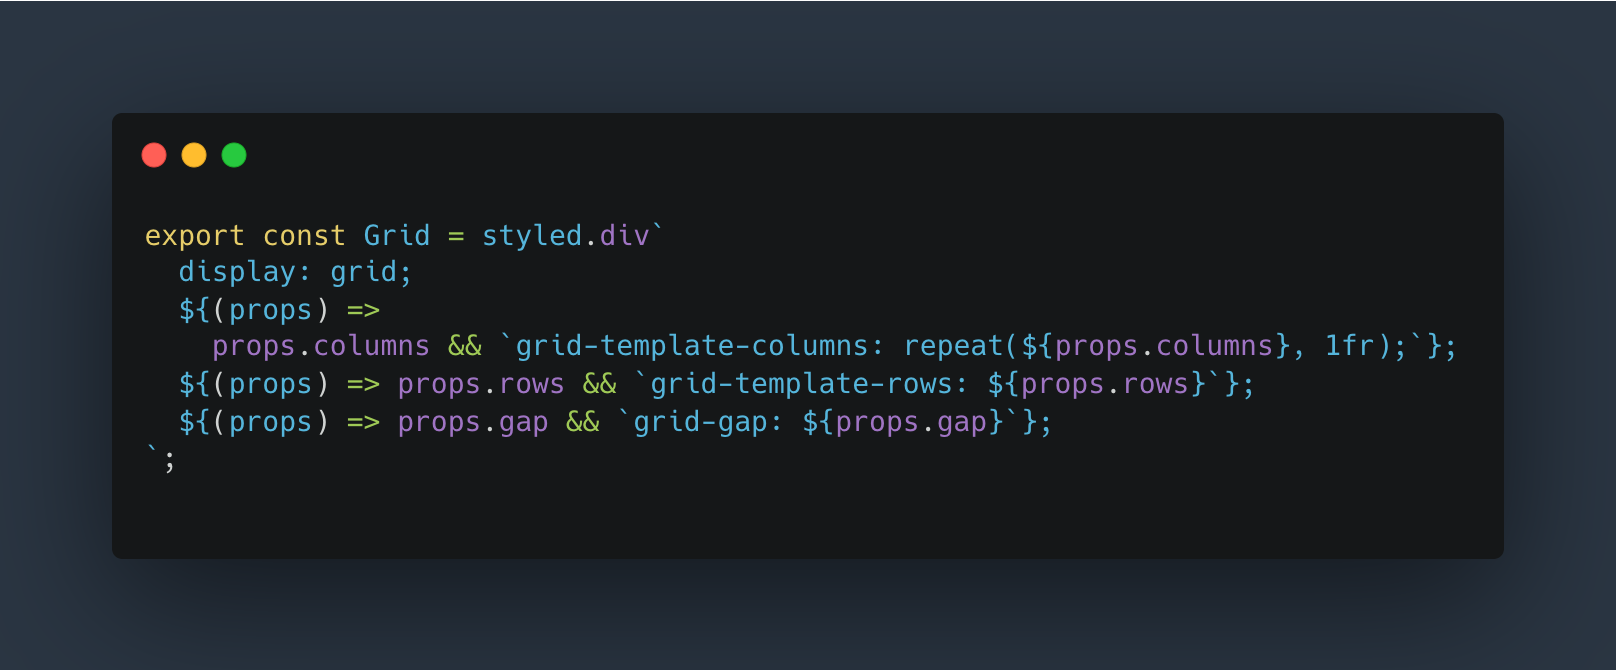 export const Grid = styled.div`
  display: grid;
  ${(props) =>
    props.columns && `grid-template-columns: repeat(${props.columns}, 1fr);`};
  ${(props) => props.rows && `grid-template-rows: ${props.rows}`};
  ${(props) => props.gap && `grid-gap: ${props.gap}`};
`;